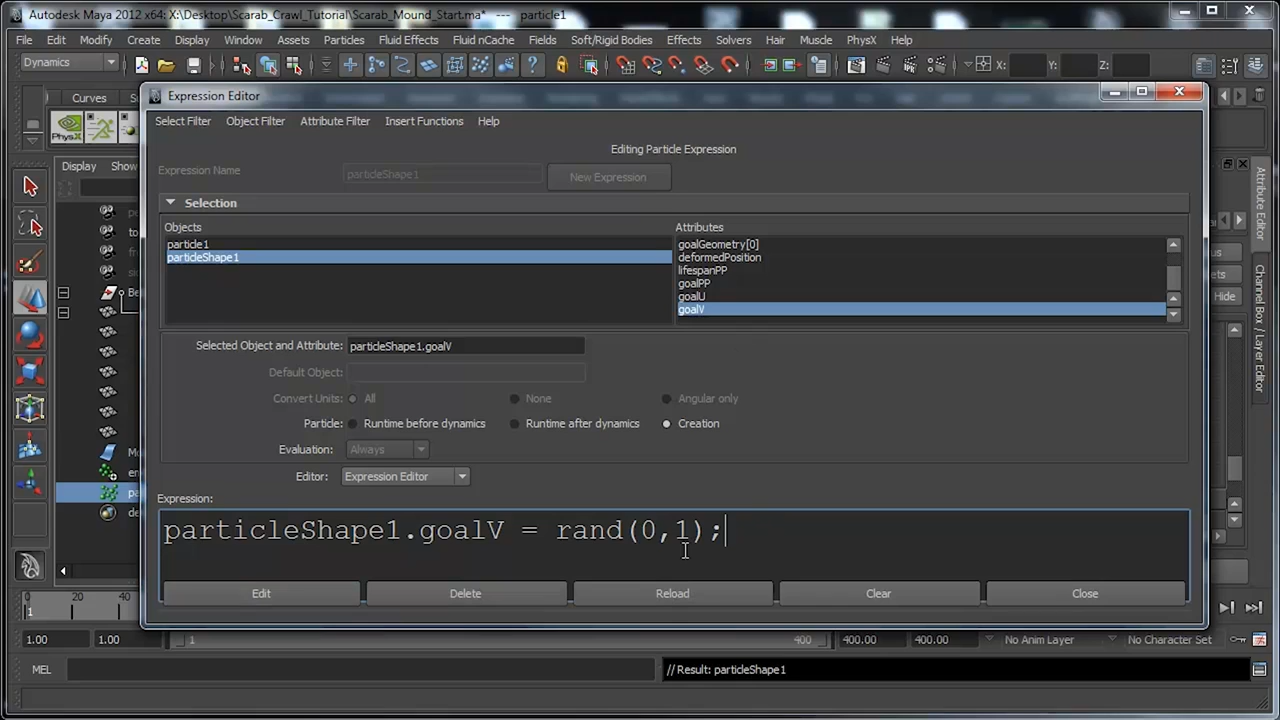 Autodesk Maya 2012 x64: X:\Desktop\Scarab_Crawl_Tutorial\Scarab_Mound_Start.ma* --- particle1
File Edit Modify Create Display Window Assets Particles Fluid Effects Fluid nCache Fields Soft/Rigid Bodies Effects Solvers Hair Muscle PhysX Help
Dynamics X: Y: Z:
Curves
Expression Editor
PhysX
Select Filter Object Filter Attribute Filter Insert Functions Help
Editing Particle Expression
Display Show
Expression Name particleShape1 New Expression
Selection
Objects Attributes
particle1 goalGeometry[0]
particleShape1 deformedPosition
lifespanPP
goalPP
goalU
goalV
Hide
Attribute Editor
Channel Box / Layer Editor
Selected Object and Attribute: particleShape1.goalV
Default Object:
Convert Units: All None Angular only
Particle: Runtime before dynamics Runtime after dynamics Creation
Evaluation: Always
Editor: Expression Editor
Expression:
particleShape1.goalV = rand(0,1);
Edit Delete Reload Clear Close
20 40
1
1.00 1.00 1 400 400.00 400.00 No Anim Layer No Character Set
MEL // Result: particleShape1